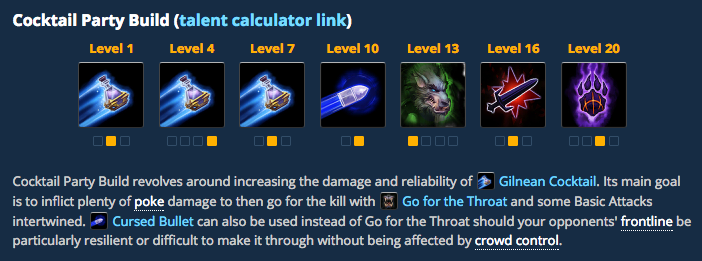 Cocktail Party Build (talent calculator link)
Level 1 Level 4 Level 7 Level 10 Level 13 Level 16 Level 20
Cocktail Party Build revolves around increasing the damage and reliability of Gilnean Cocktail. Its main goal
is to inflict plenty of poke damage to then go for the kill with Go for the Throat and some Basic Attacks
intertwined. Cursed Bullet can also be used instead of Go for the Throat should your opponents' frontline be
particularly resilient or difficult to make it through without being affected by crowd control.